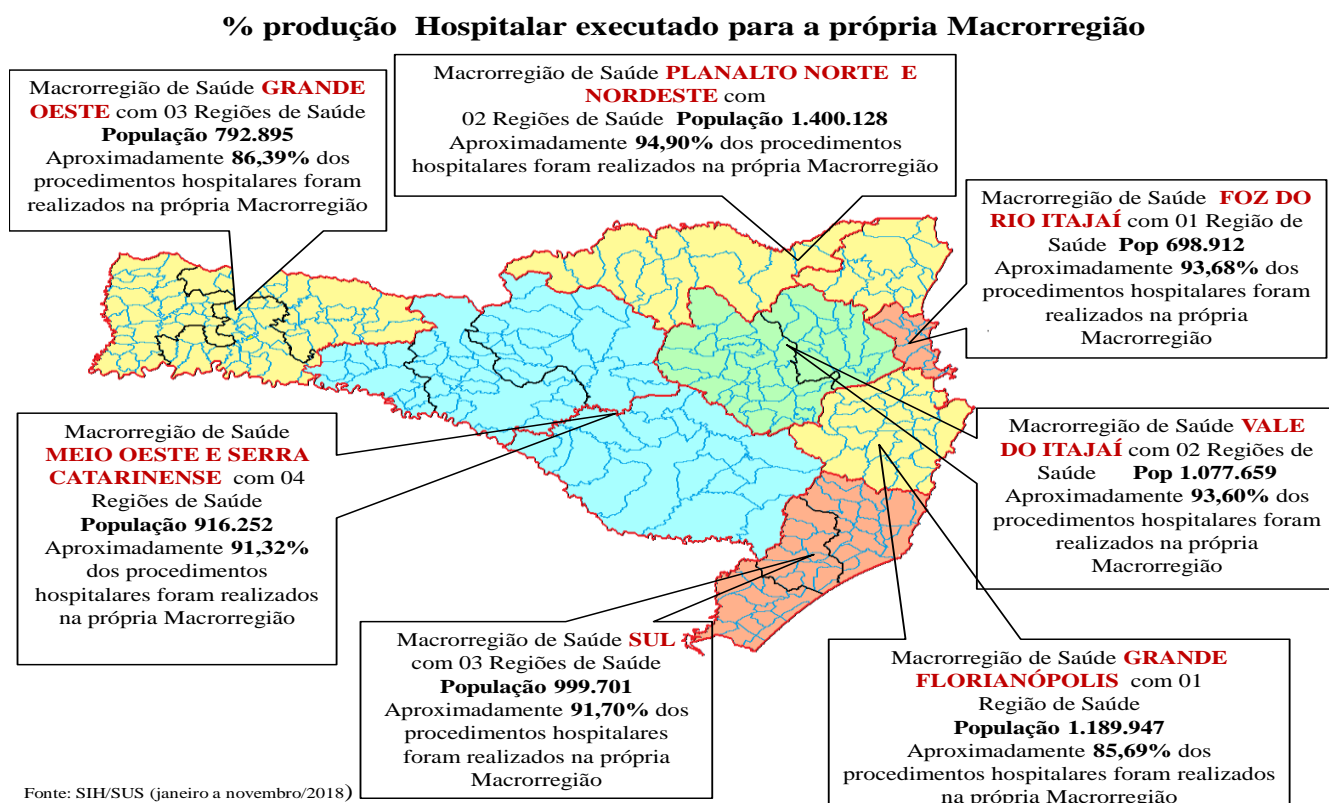 % produção Hospitalar executado para a própria Macrorregião
Macrorregião de Saúde GRANDE
OESTE com 03 Regiões de Saúde
População 792.895
Aproximadamente 86,39% dos
procedimentos hospitalares foram
realizados na própria Macrorregião
Macrorregião de Saúde PLANALTO NORTE E
NORDESTE com
02 Regiões de Saúde População 1.400.128
Aproximadamente 94,90% dos procedimentos
hospitalares foram realizados na própria Macrorregião
Macrorregião de Saúde FOZ DO
RIO ITAJAÍ com 01 Região de
Saúde Pop 698.912
Aproximadamente 93,68% dos
procedimentos hospitalares foram
realizados na própria
Macrorregião
Macrorregião de Saúde
MEIO OESTE E SERRA
CATARINENSE com 04
Regiões de Saúde
População 916.252
Aproximadamente 91,32%
dos procedimentos
hospitalares foram realizados
na própria Macrorregião
Macrorregião de Saúde VALE
DO ITAJAÍ com 02 Regiões de
Saúde Pop 1.077.659
Aproximadamente 93,60% dos
procedimentos hospitalares foram
realizados na própria
Macrorregião
Macrorregião de Saúde SUL
com 03 Regiões de Saúde
População 999.701
Aproximadamente 91,70% dos
procedimentos hospitalares
foram realizados na própria
Macrorregião
Macrorregião de Saúde GRANDE
FLORIANÓPOLIS com 01
Região de Saúde
População 1.189.947
Aproximadamente 85,69% dos
procedimentos hospitalares foram realizados
na própria Macrorregião
Fonte: SIH/SUS (janeiro a novembro/2018)